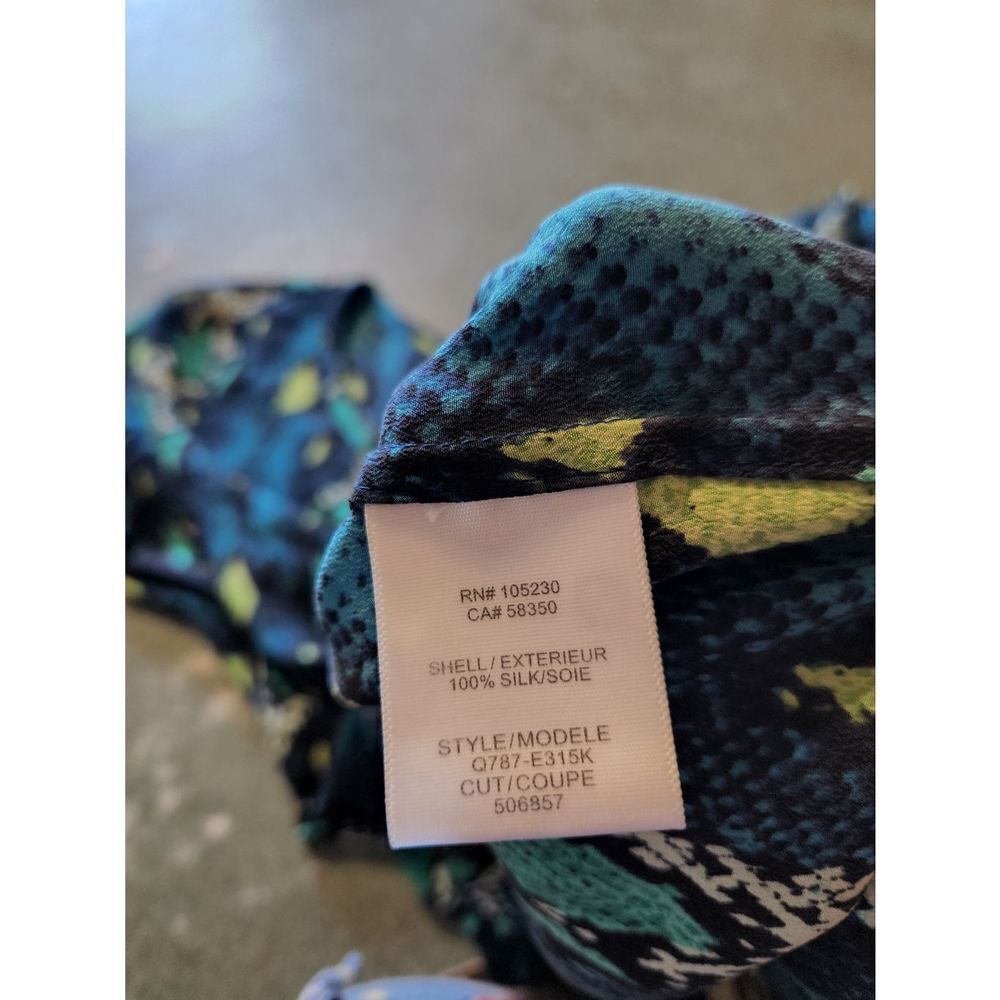 RN# 105230
CA# 58350
SHELL/EXTERIEUR
100% SILK/SOIE
STYLE/MODELE
Q787-E315K
CUT/COUPE
506857